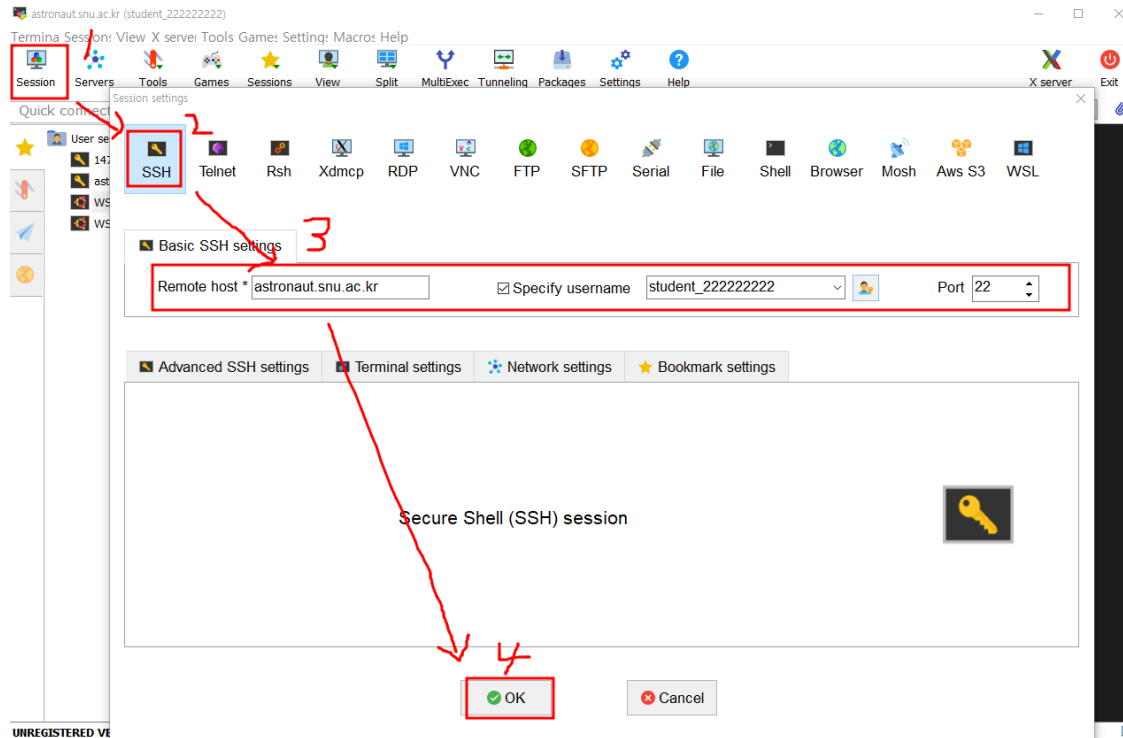 astronaut.snu.ac.kr (student_222222222)
Termina Sessions View X server Tools Games Settings Macros Help
1
Session Servers Tools Games Sessions View Split MultiExec Tunneling Packages Settings Help X server Exit
Session settings
Quick connect
2
User se
147
ast
WS
WS
SSH Telnet Rsh Xdmcp RDP VNC FTP SFTP Serial File Shell Browser Mosh Aws S3 WSL
3
Basic SSH settings
Remote host * astronaut.snu.ac.kr Specify username student_222222222 Port 22
Advanced SSH settings Terminal settings Network settings Bookmark settings
Secure Shell (SSH) session
4
OK Cancel
UNREGISTERED VE